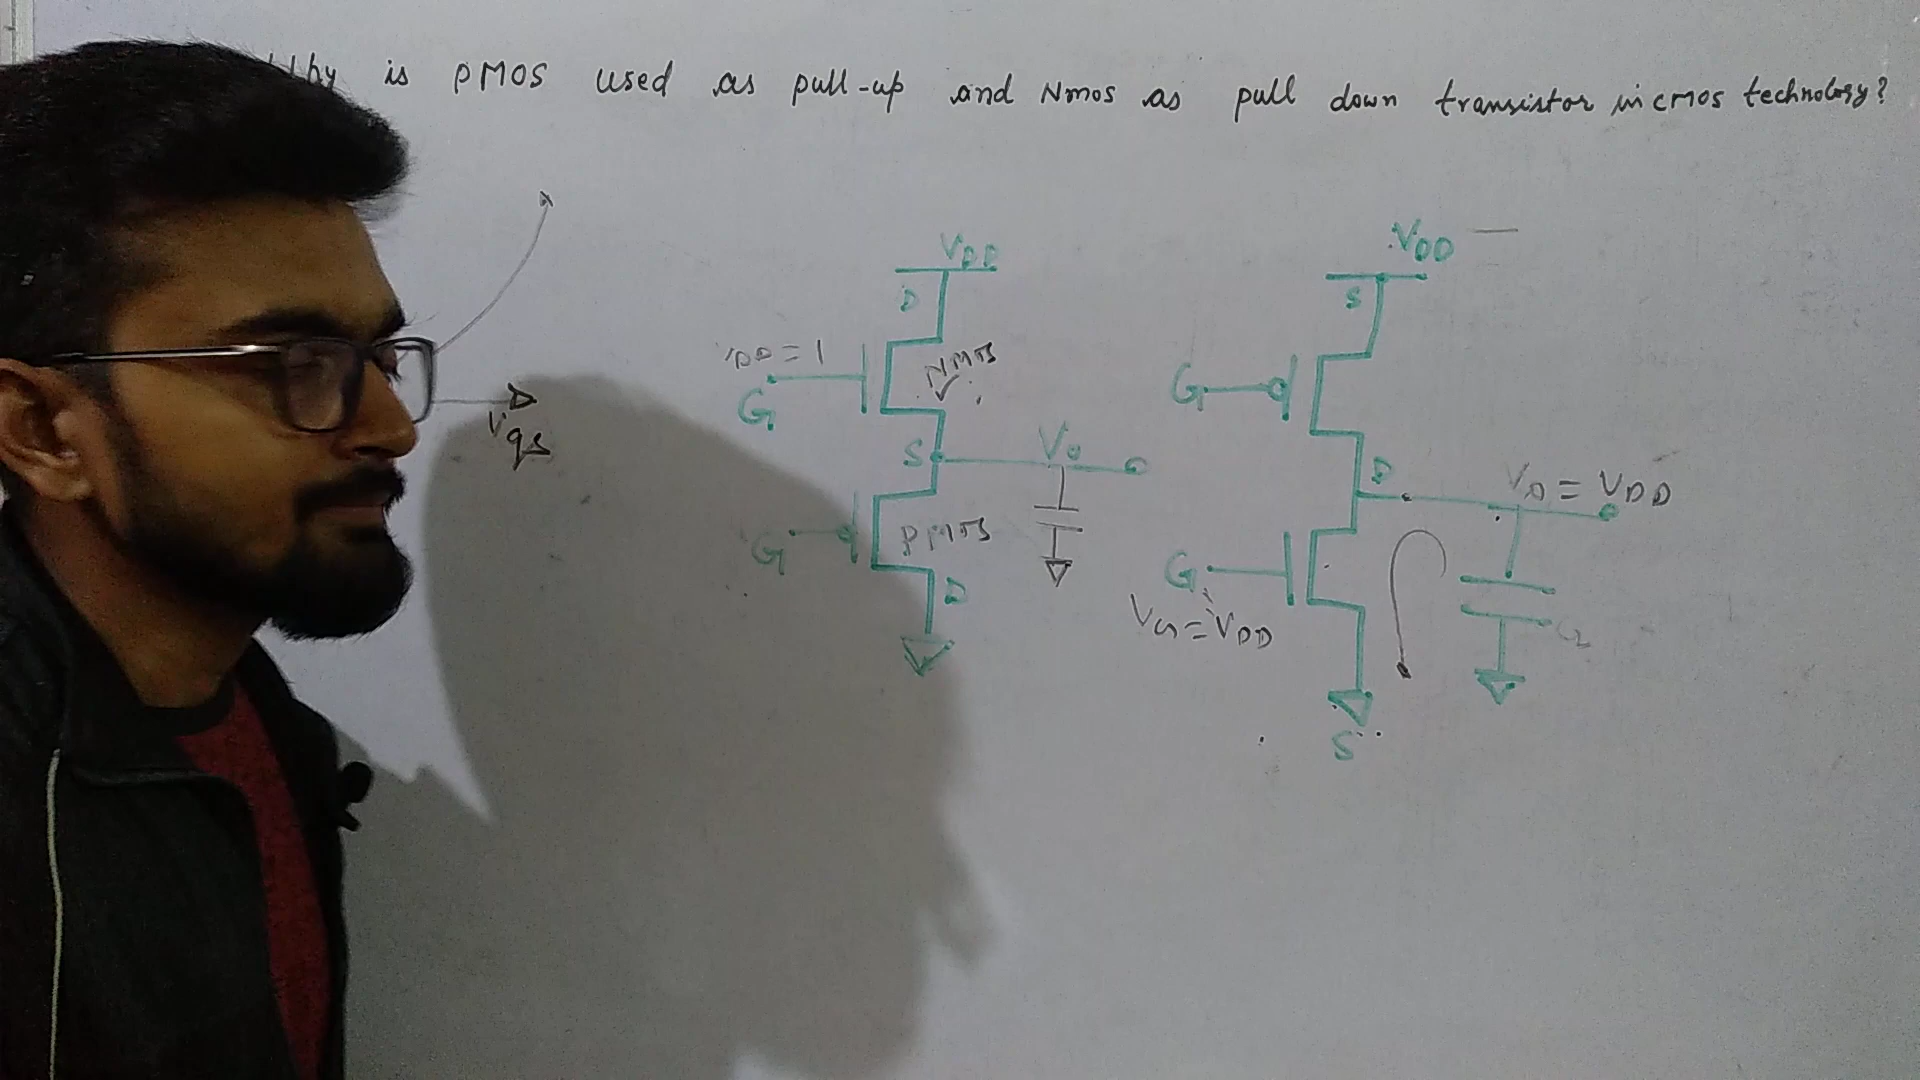 is PMOS used as pull-up and Nmos as pull down transistor in cmos technology?
Vgs
VDD
D
DD = 1
G
NMOS
S
Vo
G
PMOS
D
VDD
S
G
D
Vo = VDD
G
VG = VDD
S